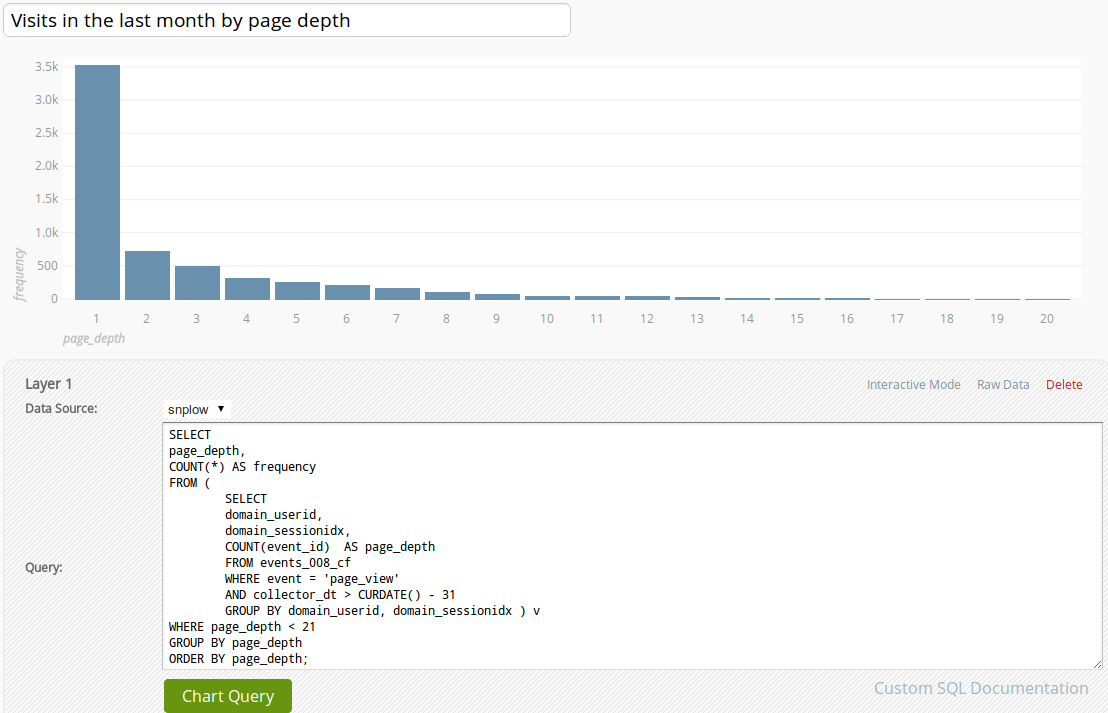 Visits in the last month by page depth
3.5k
3.0k
2.5k
2.0k
1.5k
1.0k
500
0
frequency
1 2 3 4 5 6 7 8 9 10 11 12 13 14 15 16 17 18 19 20
page_depth
Layer 1
Interactive Mode Raw Data Delete
Data Source:
snplow ▼
Query:
SELECT
page_depth,
COUNT(*) AS frequency
FROM (
SELECT
domain_userid,
domain_sessionidx,
COUNT(event_id)  AS page_depth
FROM events_008_cf
WHERE event = 'page_view'
AND collector_dt > CURDATE() - 31
GROUP BY domain_userid, domain_sessionidx ) v
WHERE page_depth < 21
GROUP BY page_depth
ORDER BY page_depth;
Chart Query
Custom SQL Documentation